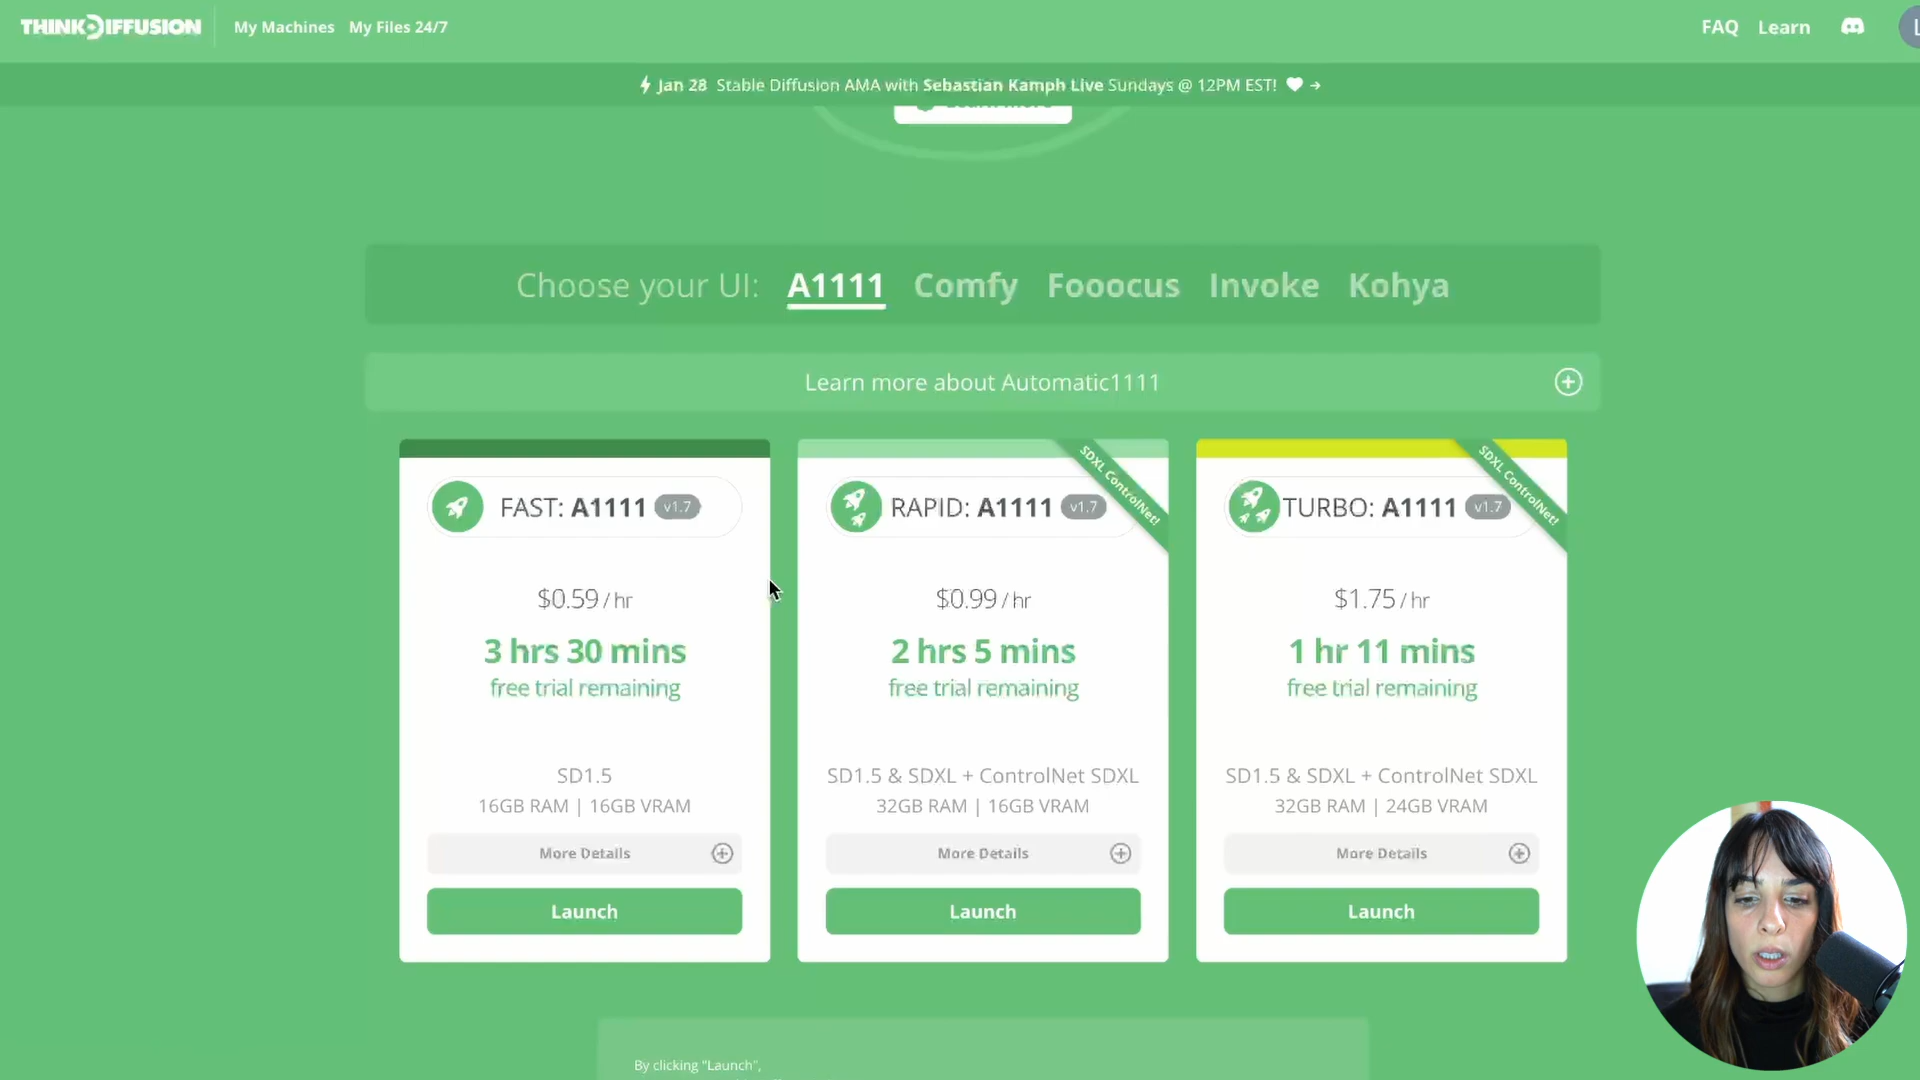 THINKDIFFUSION
My Machines My Files 24/7
FAQ Learn
Jan 28 Stable Diffusion AMA with Sebastian Kamph Live Sundays @ 12PM EST! →
Choose your UI: A1111 Comfy Fooocus Invoke Kohya
Learn more about Automatic1111
FAST: A1111 v1.7
$0.59 / hr
3 hrs 30 mins
free trial remaining
SD1.5
16GB RAM | 16GB VRAM
More Details
Launch
SDXL ControlNet!
RAPID: A1111 v1.7
$0.99 / hr
2 hrs 5 mins
free trial remaining
SD1.5 & SDXL + ControlNet SDXL
32GB RAM | 16GB VRAM
More Details
Launch
SDXL ControlNet!
TURBO: A1111 v1.7
$1.75 / hr
1 hr 11 mins
free trial remaining
SD1.5 & SDXL + ControlNet SDXL
32GB RAM | 24GB VRAM
More Details
Launch
By clicking "Launch",